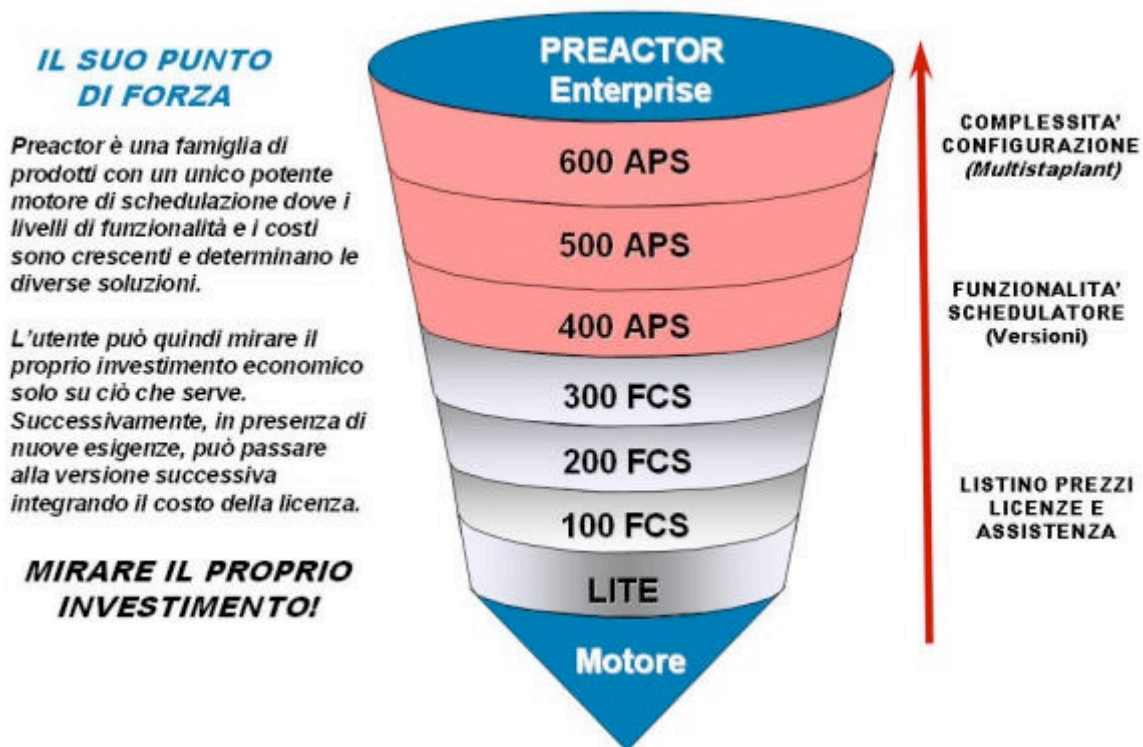 IL SUO PUNTO
DI FORZA
Preactor è una famiglia di
prodotti con un unico potente
motore di schedulazione dove i
livelli di funzionalità e i costi
sono crescenti e determinano le
diverse soluzioni.
L'utente può quindi mirare il
proprio investimento economico
solo su ciò che serve.
Successivamente, in presenza di
nuove esigenze, può passare
alla versione successiva
integrando il costo della licenza.
MIRARE IL PROPRIO
INVESTIMENTO!
PREACTOR
Enterprise
600 APS
500 APS
400 APS
300 FCS
200 FCS
100 FCS
LITE
Motore
COMPLESSITA'
CONFIGURAZIONE
(Multistaplant)
FUNZIONALITA'
SCHEDULATORE
(Versioni)
LISTINO PREZZI
LICENZE E
ASSISTENZA